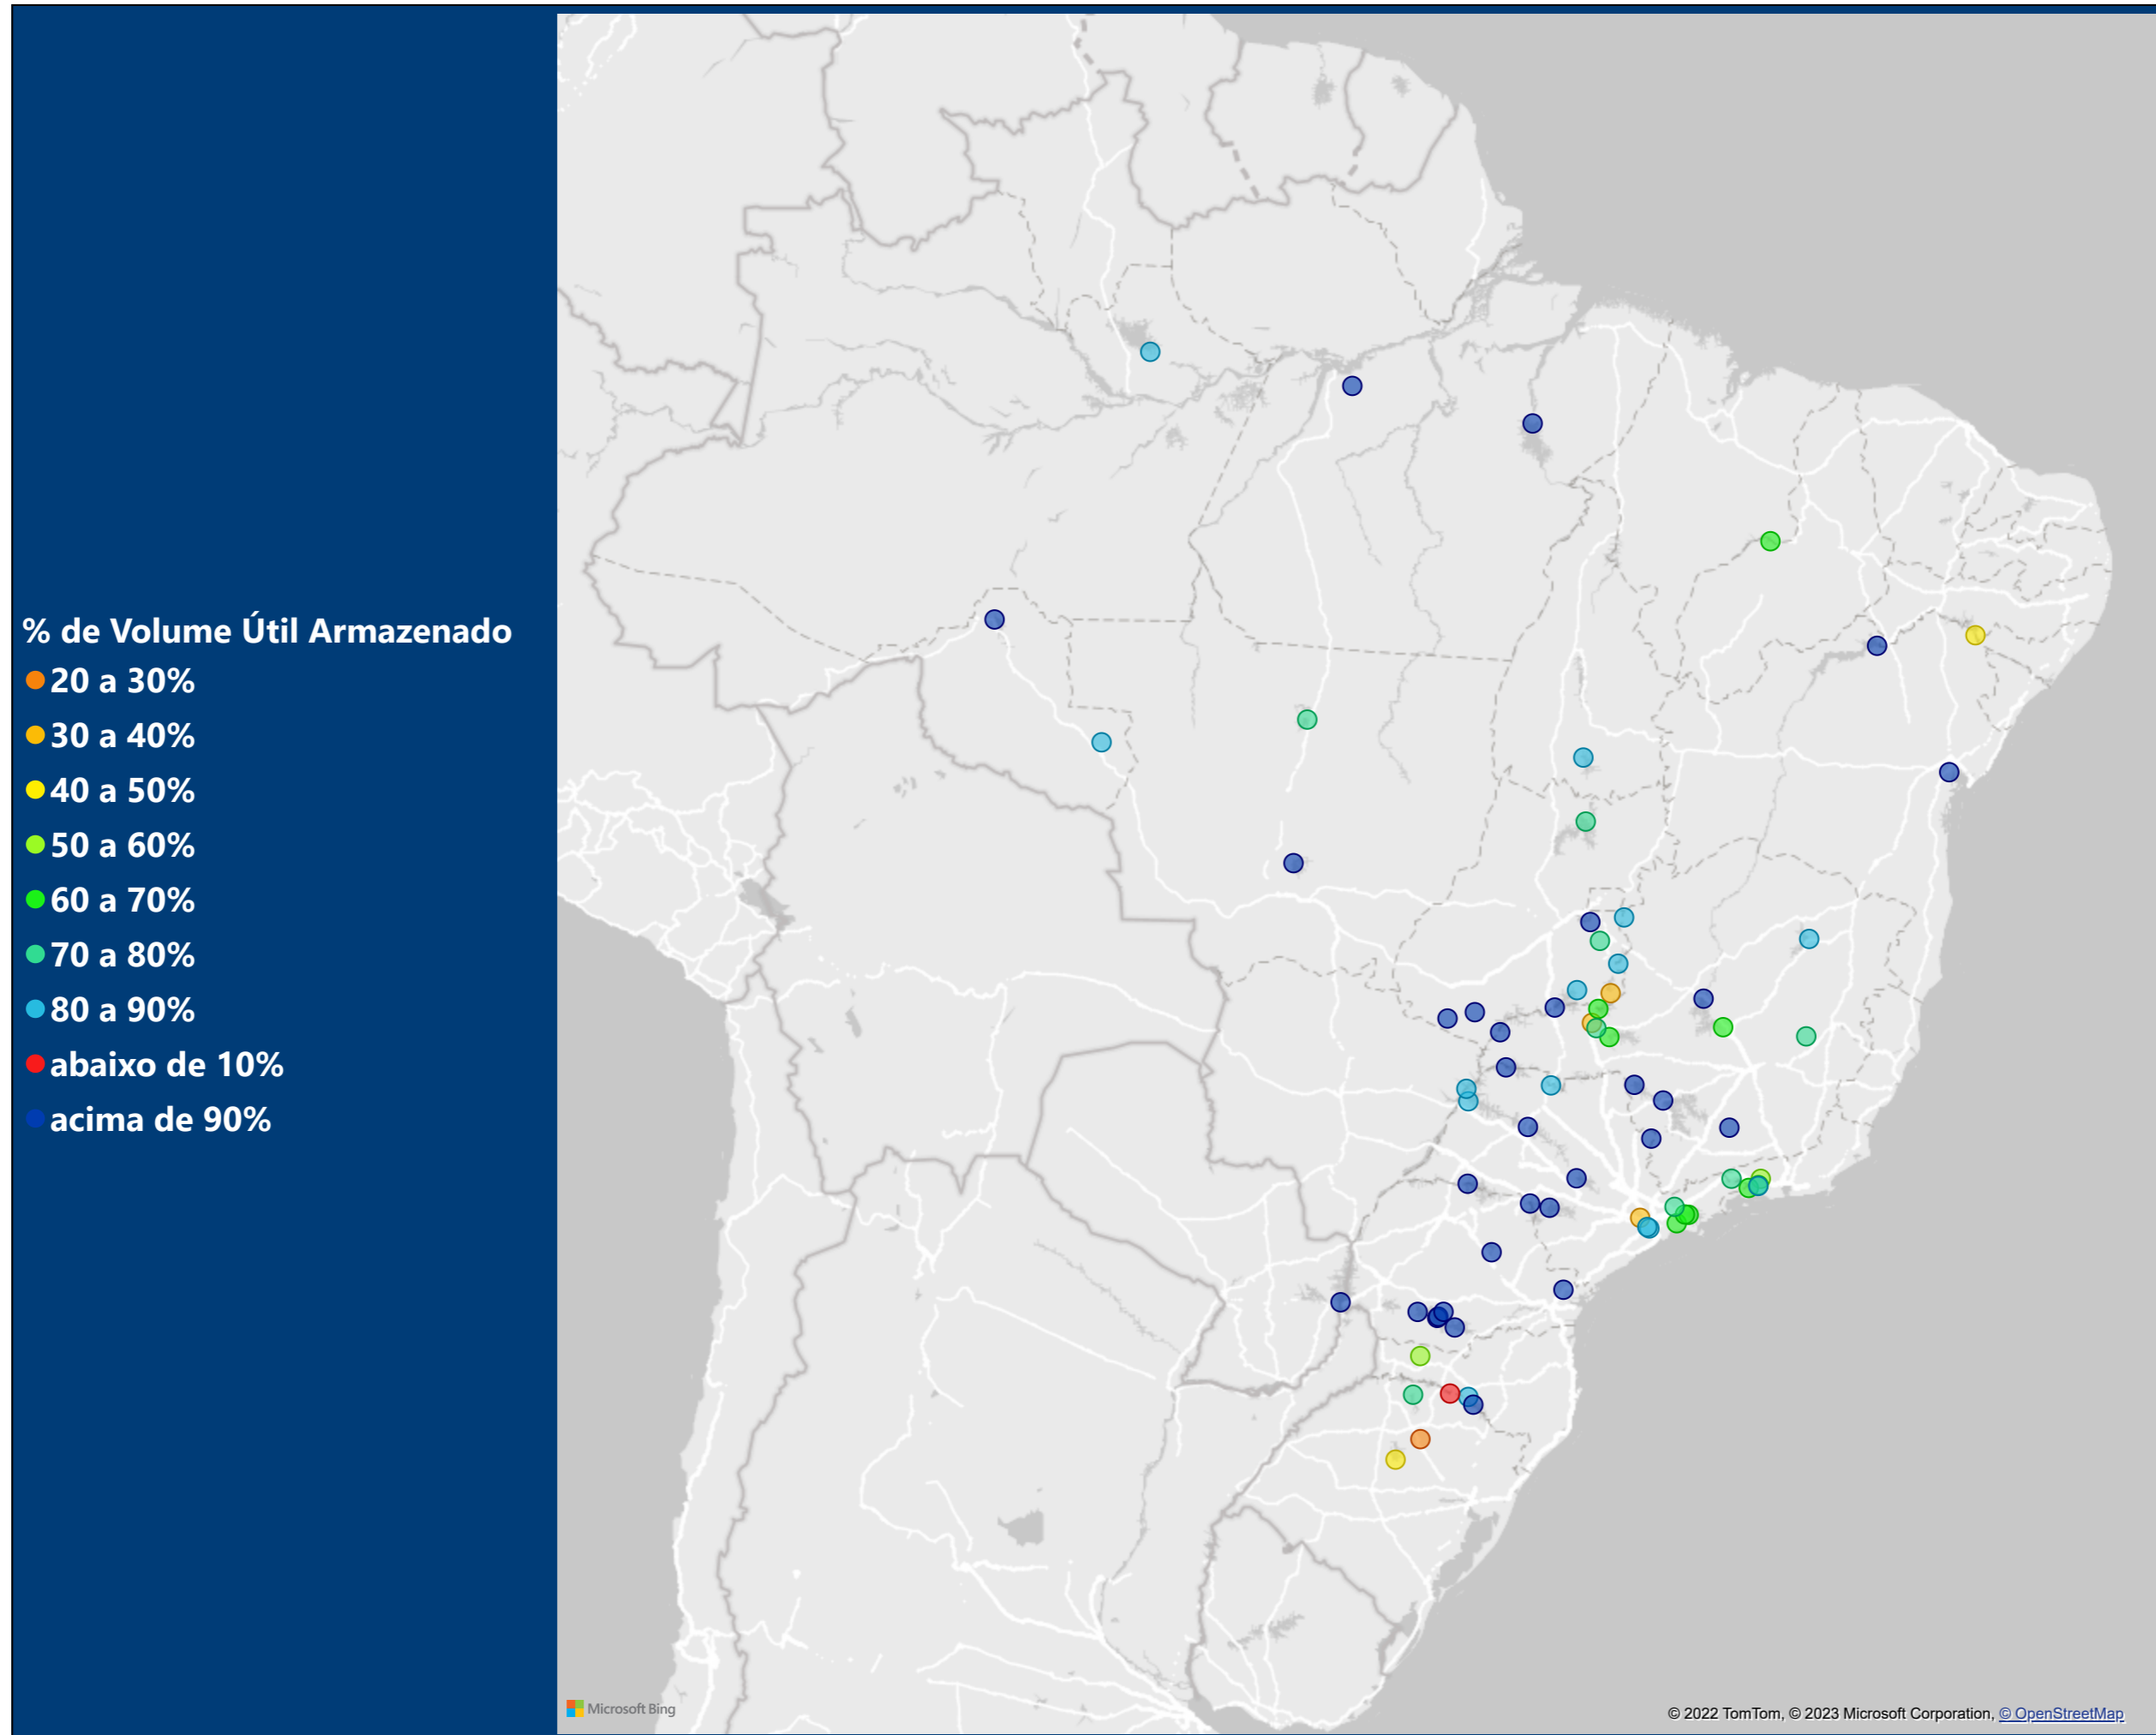 % de Volume Útil Armazenado
20 a 30%
30 a 40%
40 a 50%
50 a 60%
60 a 70%
70 a 80%
80 a 90%
abaixo de 10%
acima de 90%
Microsoft Bing
© 2022 TomTom, © 2023 Microsoft Corporation, © OpenStreetMap